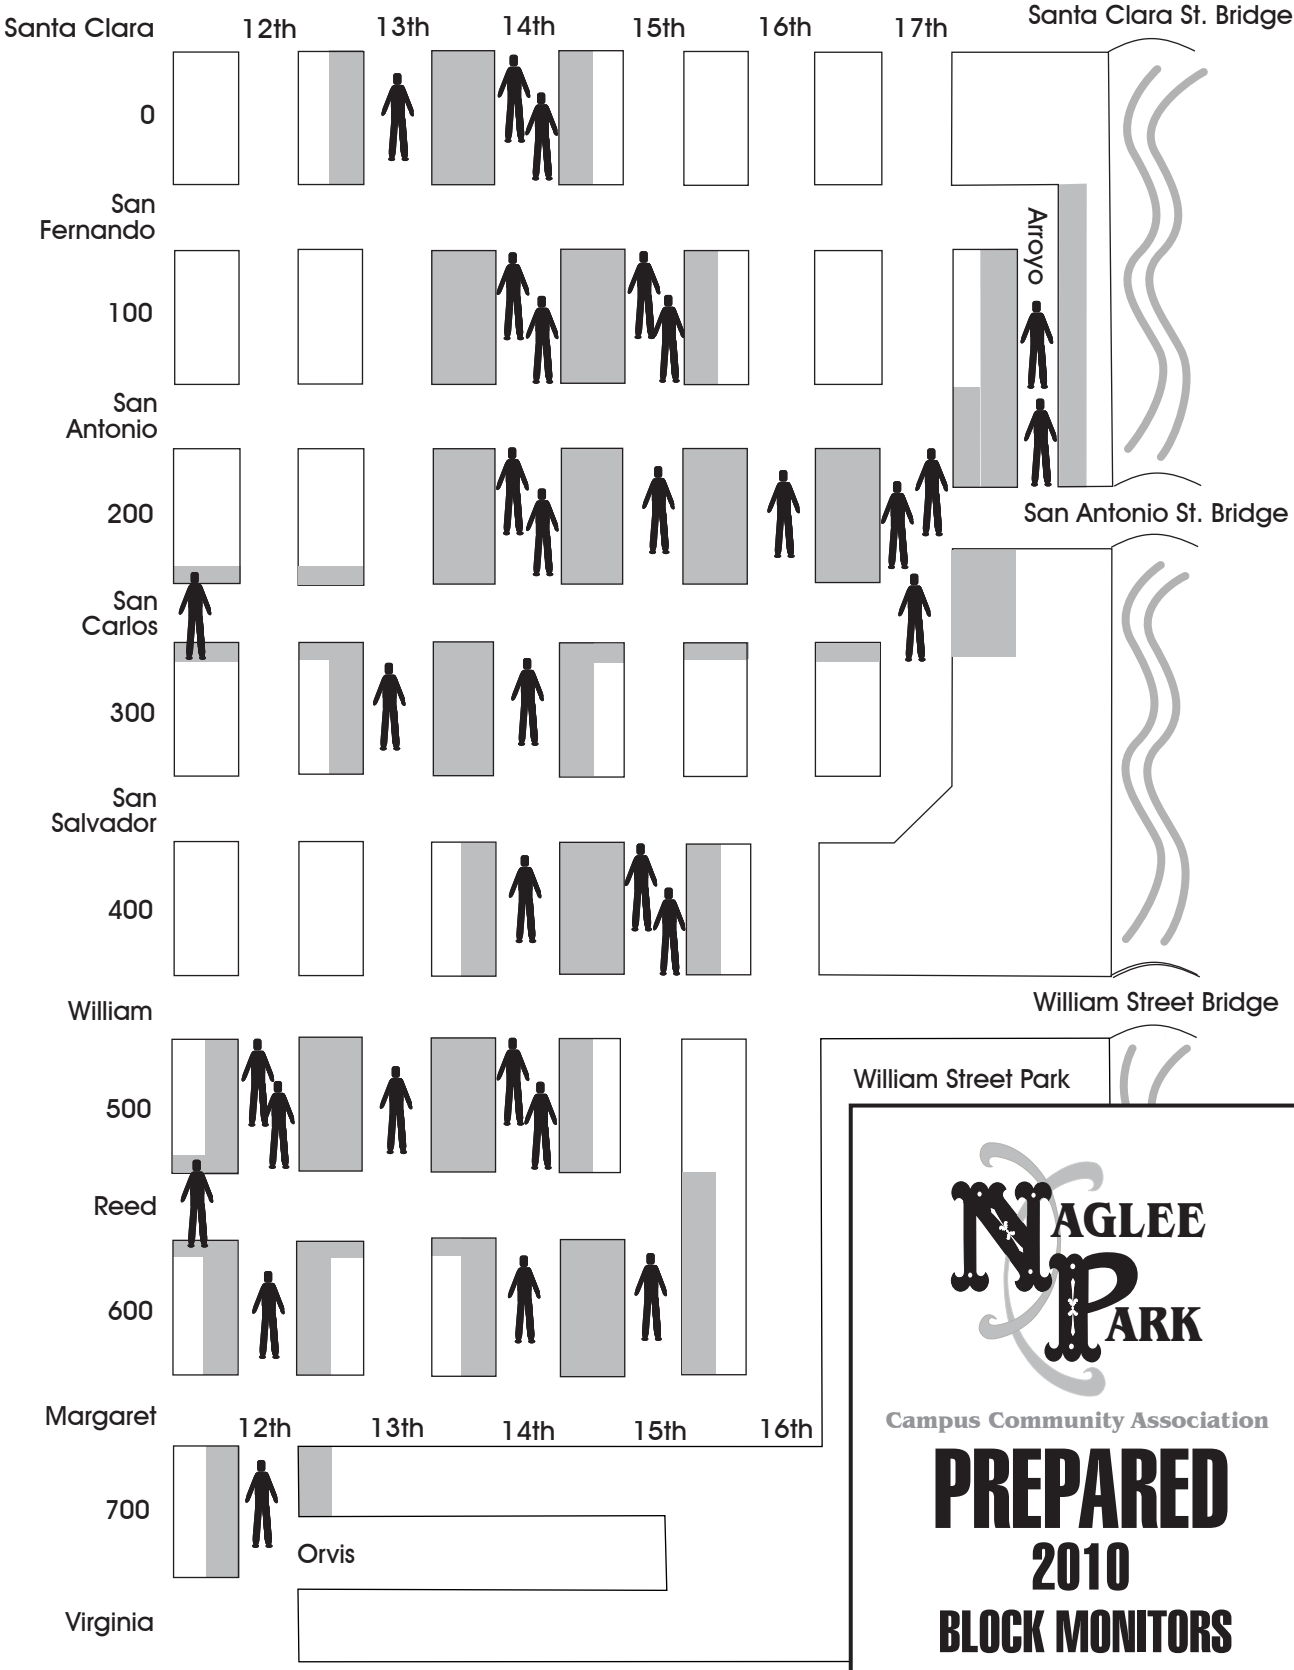 Santa Clara 12th 13th 14th 15th 16th 17th Santa Clara St. Bridge
0
San
Fernando
Arroyo
100
San
Antonio
200
San Antonio St. Bridge
San
Carlos
300
San
Salvador
400
William
William Street Bridge
William Street Park
500
Reed
600
Margaret 12th 13th 14th 15th 16th
700
Orvis
Virginia
NAGLEE
PARK
Campus Community Association
PREPARED
2010
BLOCK MONITORS